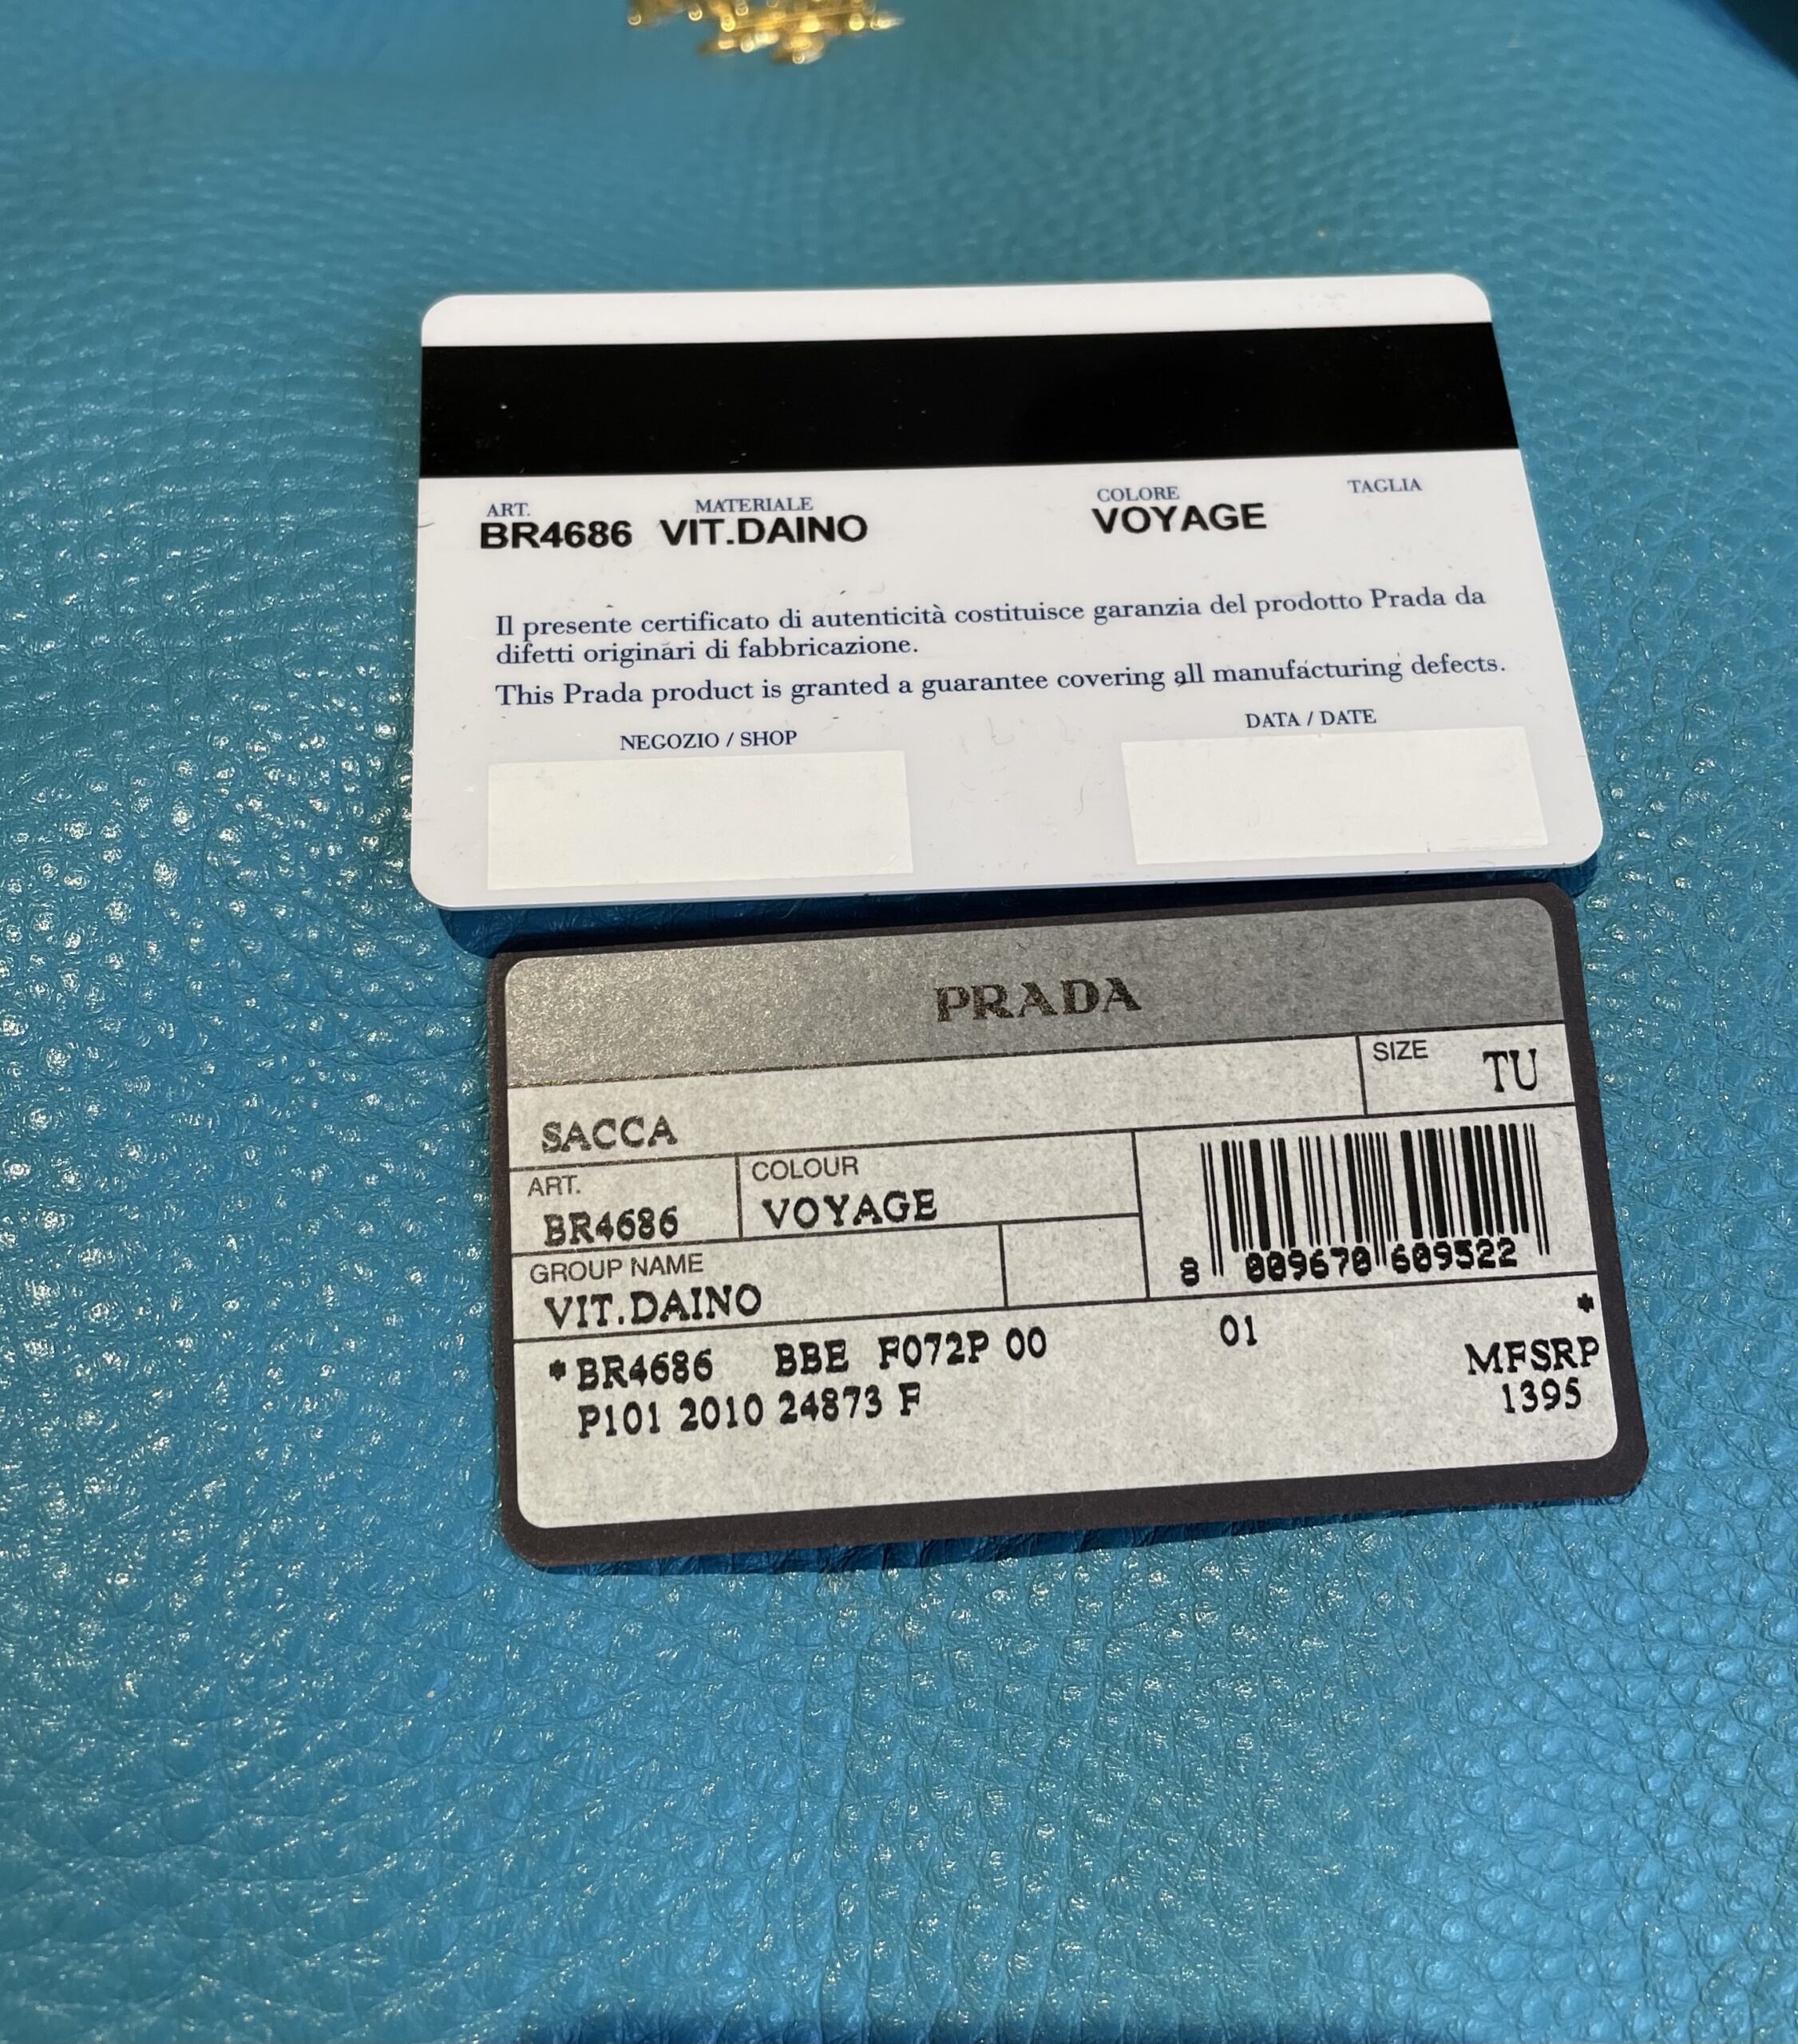 ART. MATERIALE COLORE TAGLIA
BR4686 VIT.DAINO VOYAGE
Il presente certificato di autenticità costituisce garanzia del prodotto Prada da
difetti originari di fabbricazione.
This Prada product is granted a guarantee covering all manufacturing defects.
NEGOZIO / SHOP DATA / DATE
PRADA
SIZE TU
SACCA
ART. COLOUR
BR4686 VOYAGE
8 009670 609522
GROUP NAME
VIT.DAINO
*BR4686 BBE F072P 00 01 *
P101 2010 24873 F MFSRP
1395